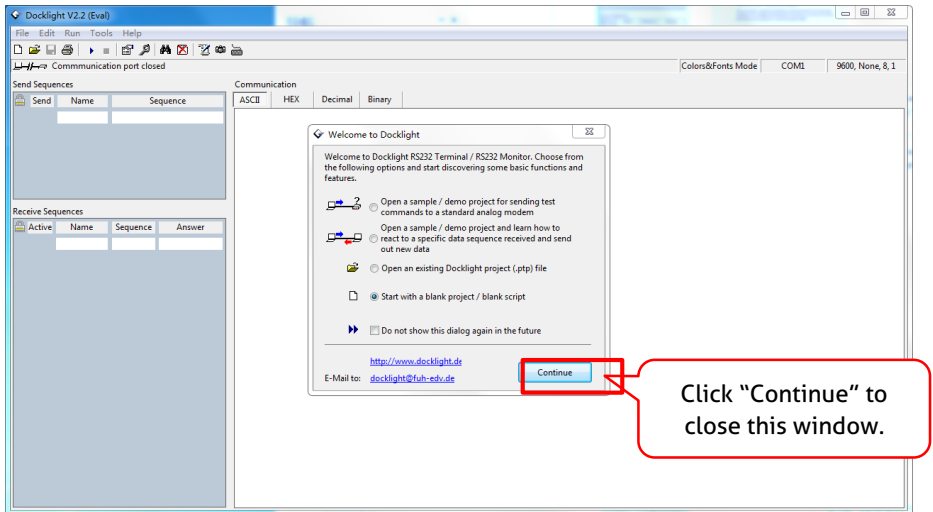 Docklight V2.2 (Eval)
File Edit Run Tools Help
Commmunication port closed
Colors&Fonts Mode COM1 9600, None, 8, 1
Send Sequences
Send Name Sequence
Communication
ASCII HEX Decimal Binary
Welcome to Docklight
Welcome to Docklight RS232 Terminal / RS232 Monitor. Choose from
the following options and start discovering some basic functions and
features.
Open a sample / demo project for sending test
commands to a standard analog modem
Open a sample / demo project and learn how to
react to a specific data sequence received and send
out new data
Open an existing Docklight project (.ptp) file
Start with a blank project / blank script
Do not show this dialog again in the future
http://www.docklight.de
E-Mail to: docklight@fuh-edv.de
Continue
Receive Sequences
Active Name Sequence Answer
Click “Continue” to
close this window.